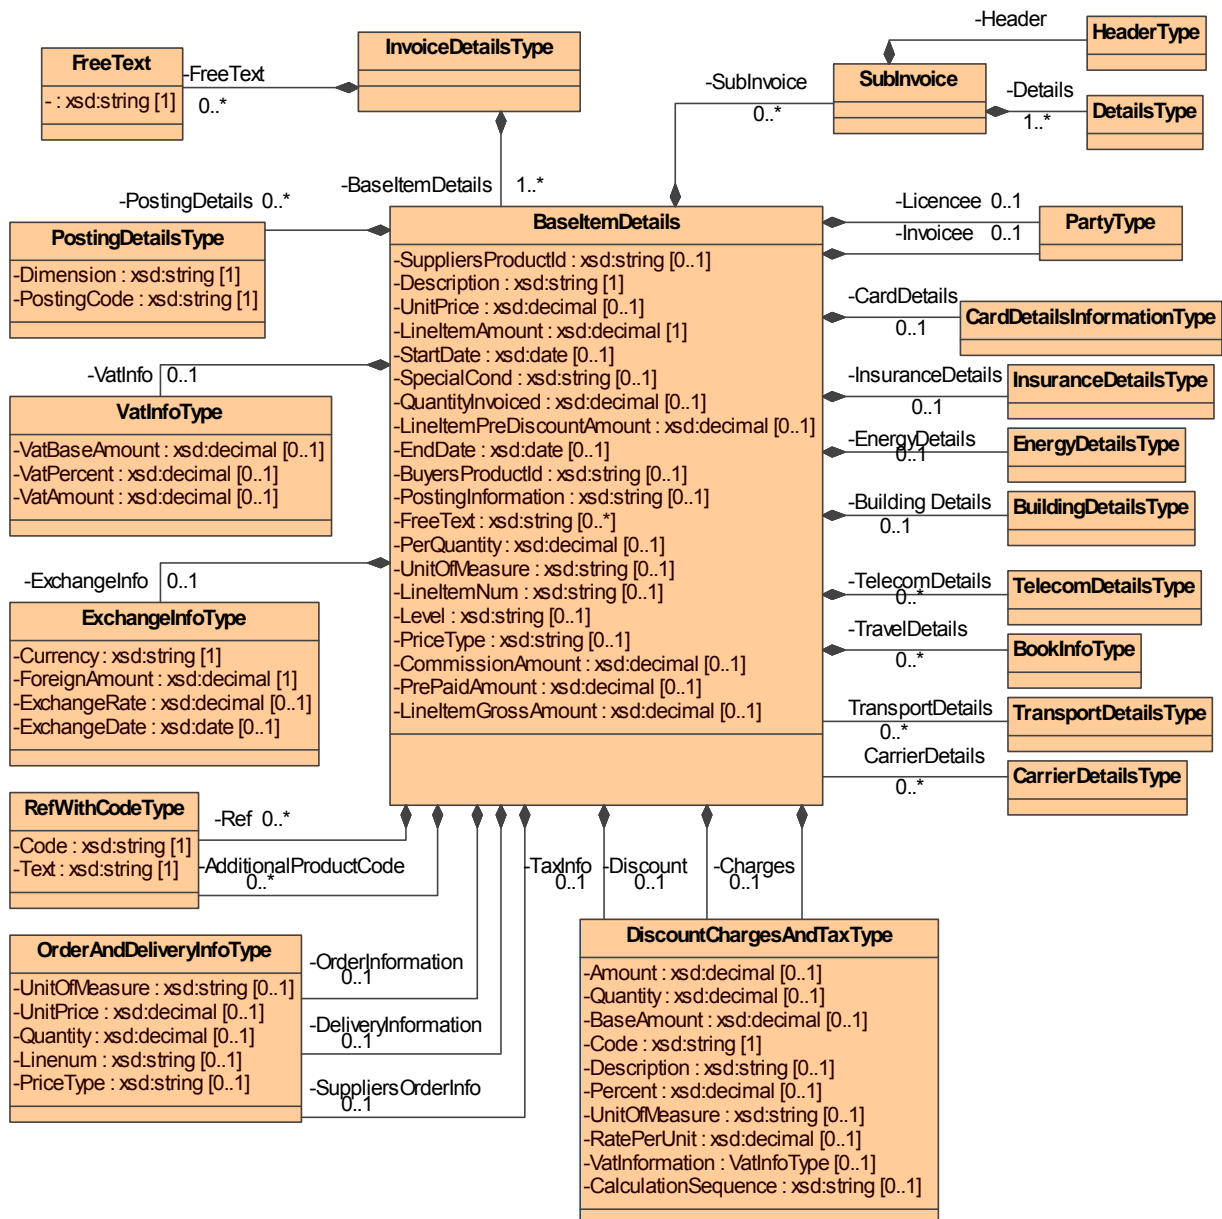 InvoiceDetailsType
FreeText
- : xsd:string [1]
-FreeText
0..*
-Header
HeaderType
SubInvoice
-SubInvoice
0..*
-Details
1..*
DetailsType
-BaseItemDetails 1..*
-PostingDetails 0..*
PostingDetailsType
-Dimension : xsd:string [1]
-PostingCode : xsd:string [1]
-VatInfo 0..1
VatInfoType
-VatBaseAmount : xsd:decimal [0..1]
-VatPercent : xsd:decimal [0..1]
-VatAmount : xsd:decimal [0..1]
-ExchangeInfo 0..1
ExchangeInfoType
-Currency : xsd:string [1]
-ForeignAmount : xsd:decimal [1]
-ExchangeRate : xsd:decimal [0..1]
-ExchangeDate : xsd:date [0..1]
BaseItemDetails
-SuppliersProductId : xsd:string [0..1]
-Description : xsd:string [1]
-UnitPrice : xsd:decimal [0..1]
-LineItemAmount : xsd:decimal [1]
-StartDate : xsd:date [0..1]
-SpecialCond : xsd:string [0..1]
-QuantityInvoiced : xsd:decimal [0..1]
-LineItemPreDiscountAmount : xsd:decimal [0..1]
-EndDate : xsd:date [0..1]
-BuyersProductId : xsd:string [0..1]
-PostingInformation : xsd:string [0..1]
-FreeText : xsd:string [0..*]
-PerQuantity : xsd:decimal [0..1]
-UnitOfMeasure : xsd:string [0..1]
-LineItemNum : xsd:string [0..1]
-Level : xsd:string [0..1]
-PriceType : xsd:string [0..1]
-CommissionAmount : xsd:decimal [0..1]
-PrePaidAmount : xsd:decimal [0..1]
-LineItemGrossAmount : xsd:decimal [0..1]
-Licencee 0..1
-Invoicee 0..1
PartyType
-CardDetails
0..1
CardDetailsInformationType
-InsuranceDetails
0..1
InsuranceDetailsType
-EnergyDetails
0..1
EnergyDetailsType
-Building Details
0..1
BuildingDetailsType
-TelecomDetails
0..*
TelecomDetailsType
-TravelDetails
0..*
BookInfoType
TransportDetails
0..*
TransportDetailsType
CarrierDetails
0..*
CarrierDetailsType
RefWithCodeType
-Code : xsd:string [1]
-Text : xsd:string [1]
-Ref 0..*
-AdditionalProductCode
0..*
OrderAndDeliveryInfoType
-UnitOfMeasure : xsd:string [0..1]
-UnitPrice : xsd:decimal [0..1]
-Quantity : xsd:decimal [0..1]
-Linenum : xsd:string [0..1]
-PriceType : xsd:string [0..1]
-OrderInformation
0..1
-DeliveryInformation
0..1
-SuppliersOrderInfo
0..1
-TaxInfo
0..1
-Discount
0..1
-Charges
0..1
DiscountChargesAndTaxType
-Amount : xsd:decimal [0..1]
-Quantity : xsd:decimal [0..1]
-BaseAmount : xsd:decimal [0..1]
-Code : xsd:string [1]
-Description : xsd:string [0..1]
-Percent : xsd:decimal [0..1]
-UnitOfMeasure : xsd:string [0..1]
-RatePerUnit : xsd:decimal [0..1]
-VatInformation : VatInfoType [0..1]
-CalculationSequence : xsd:string [0..1]